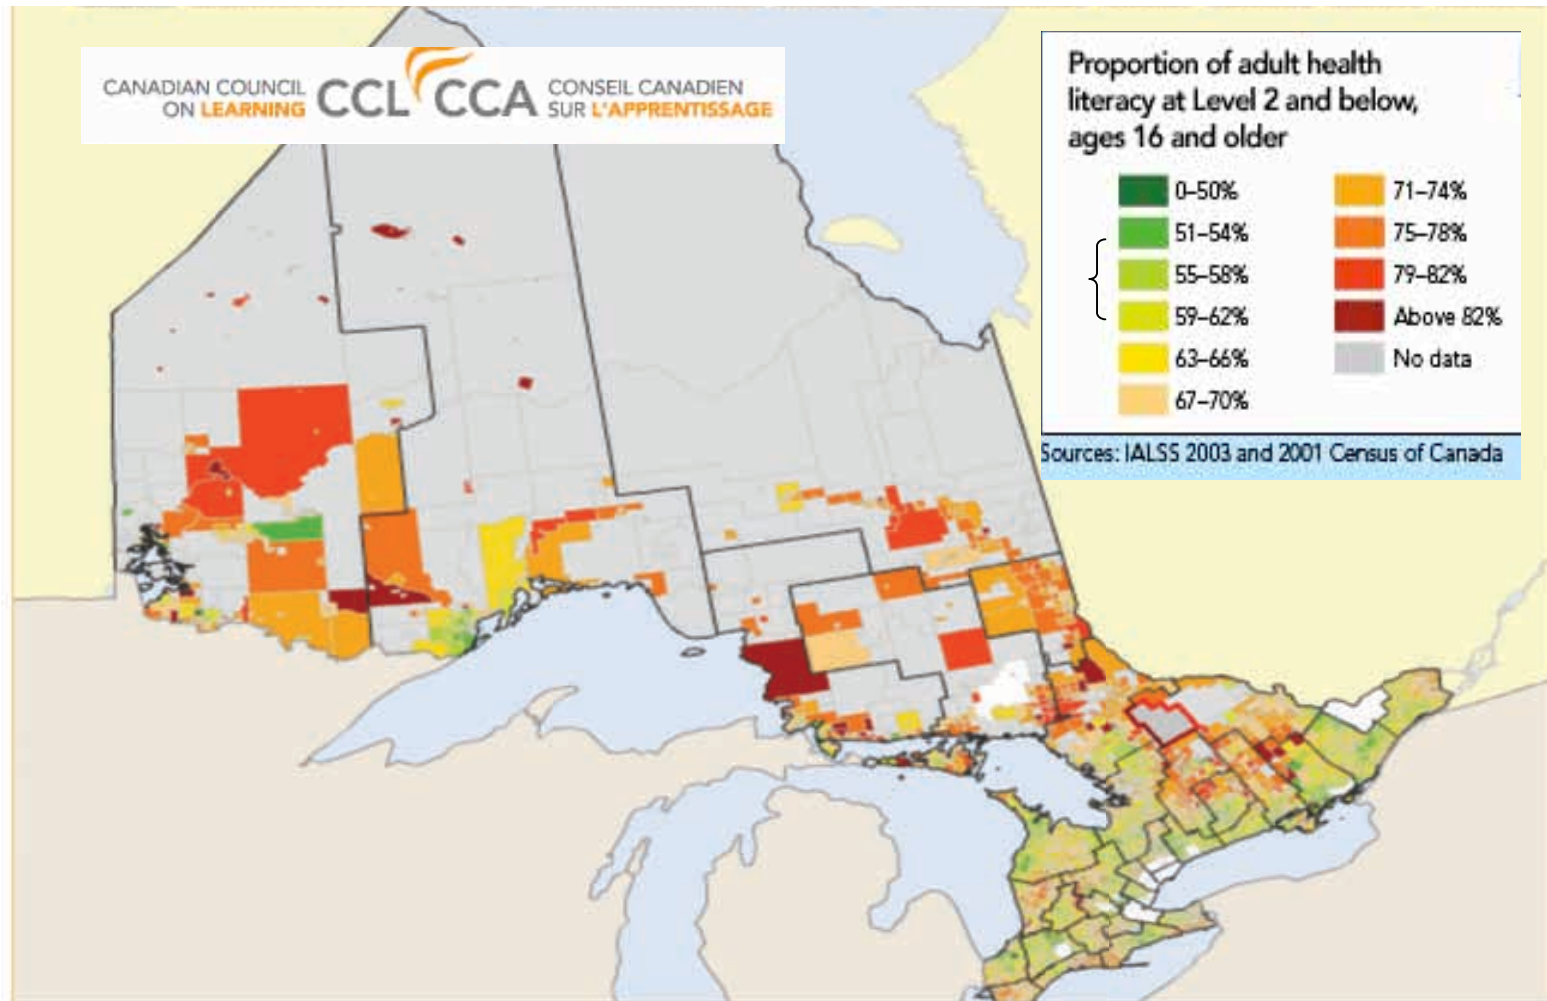 CANADIAN COUNCIL
ON LEARNING
CCL CCA
CONSEIL CANADIEN
SUR L'APPRENTISSAGE
Proportion of adult health
literacy at Level 2 and below,
ages 16 and older
0–50%
51–54%
55–58%
59–62%
63–66%
67–70%
71–74%
75–78%
79–82%
Above 82%
No data
Sources: IALSS 2003 and 2001 Census of Canada